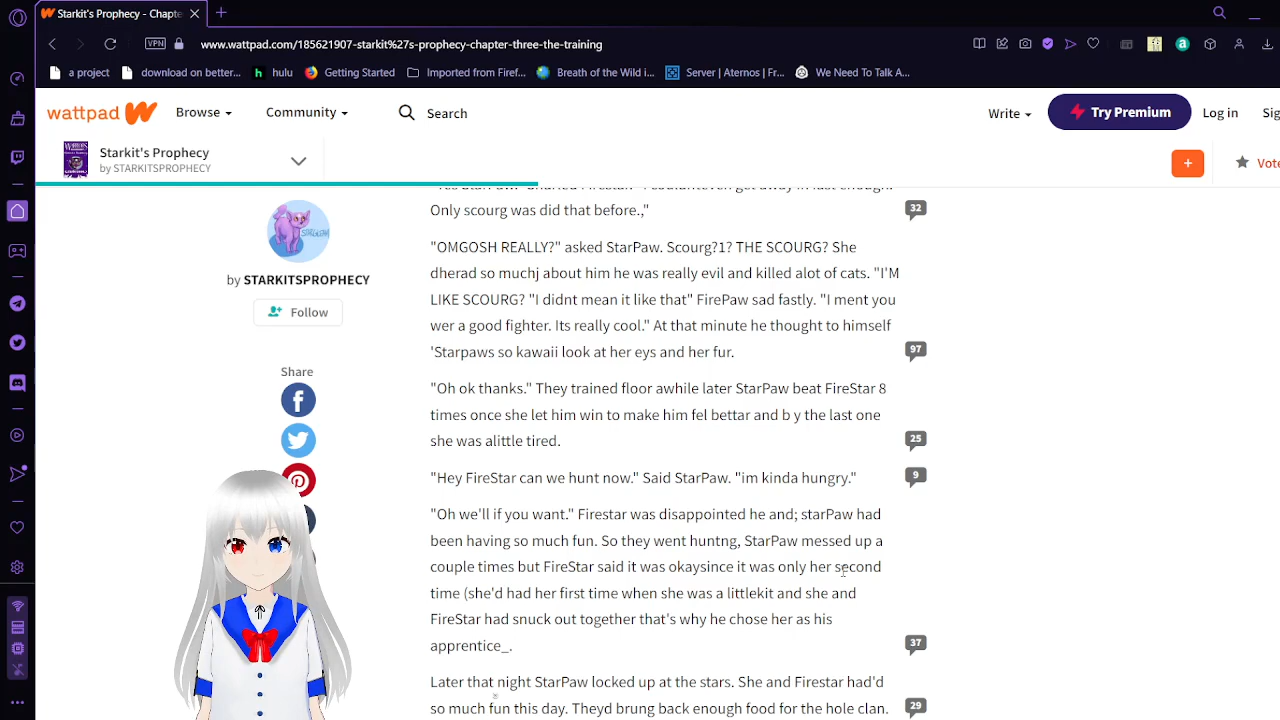 Starkit's Prophecy - Chapte
www.wattpad.com/185621907-starkit%27s-prophecy-chapter-three-the-training
VPN
a project
download on better...
hulu
Getting Started
Imported from Firef...
Breath of the Wild i...
Server | Aternos | Fr...
We Need To Talk A...
wattpad
Browse
Community
Search
Write
Try Premium
Log in
Sig
Starkit's Prophecy
by STARKITSPROPHECY
+
Vote
by STARKITSPROPHECY
Follow
Share
Only scourg was did that before.,"
32
"OMGOSH REALLY?" asked StarPaw. Scourg?1? THE SCOURG? She
dherad so muchj about him he was really evil and killed alot of cats. "I'M
LIKE SCOURG? "I didnt mean it like that" FirePaw sad fastly. "I ment you
wer a good fighter. Its really cool." At that minute he thought to himself
'Starpaws so kawaii look at her eys and her fur.
97
"Oh ok thanks." They trained floor awhile later StarPaw beat FireStar 8
times once she let him win to make him fel bettar and b y the last one
she was alittle tired.
25
"Hey FireStar can we hunt now." Said StarPaw. "im kinda hungry."
9
"Oh we'll if you want." Firestar was disappointed he and; starPaw had
been having so much fun. So they went huntng, StarPaw messed up a
couple times but FireStar said it was okaysince it was only her second
time (she'd had her first time when she was a littlekit and she and
FireStar had snuck out together that's why he chose her as his
apprentice_.
37
Later that night StarPaw locked up at the stars. She and Firestar had'd
so much fun this day. Theyd brung back enough food for the hole clan.
29